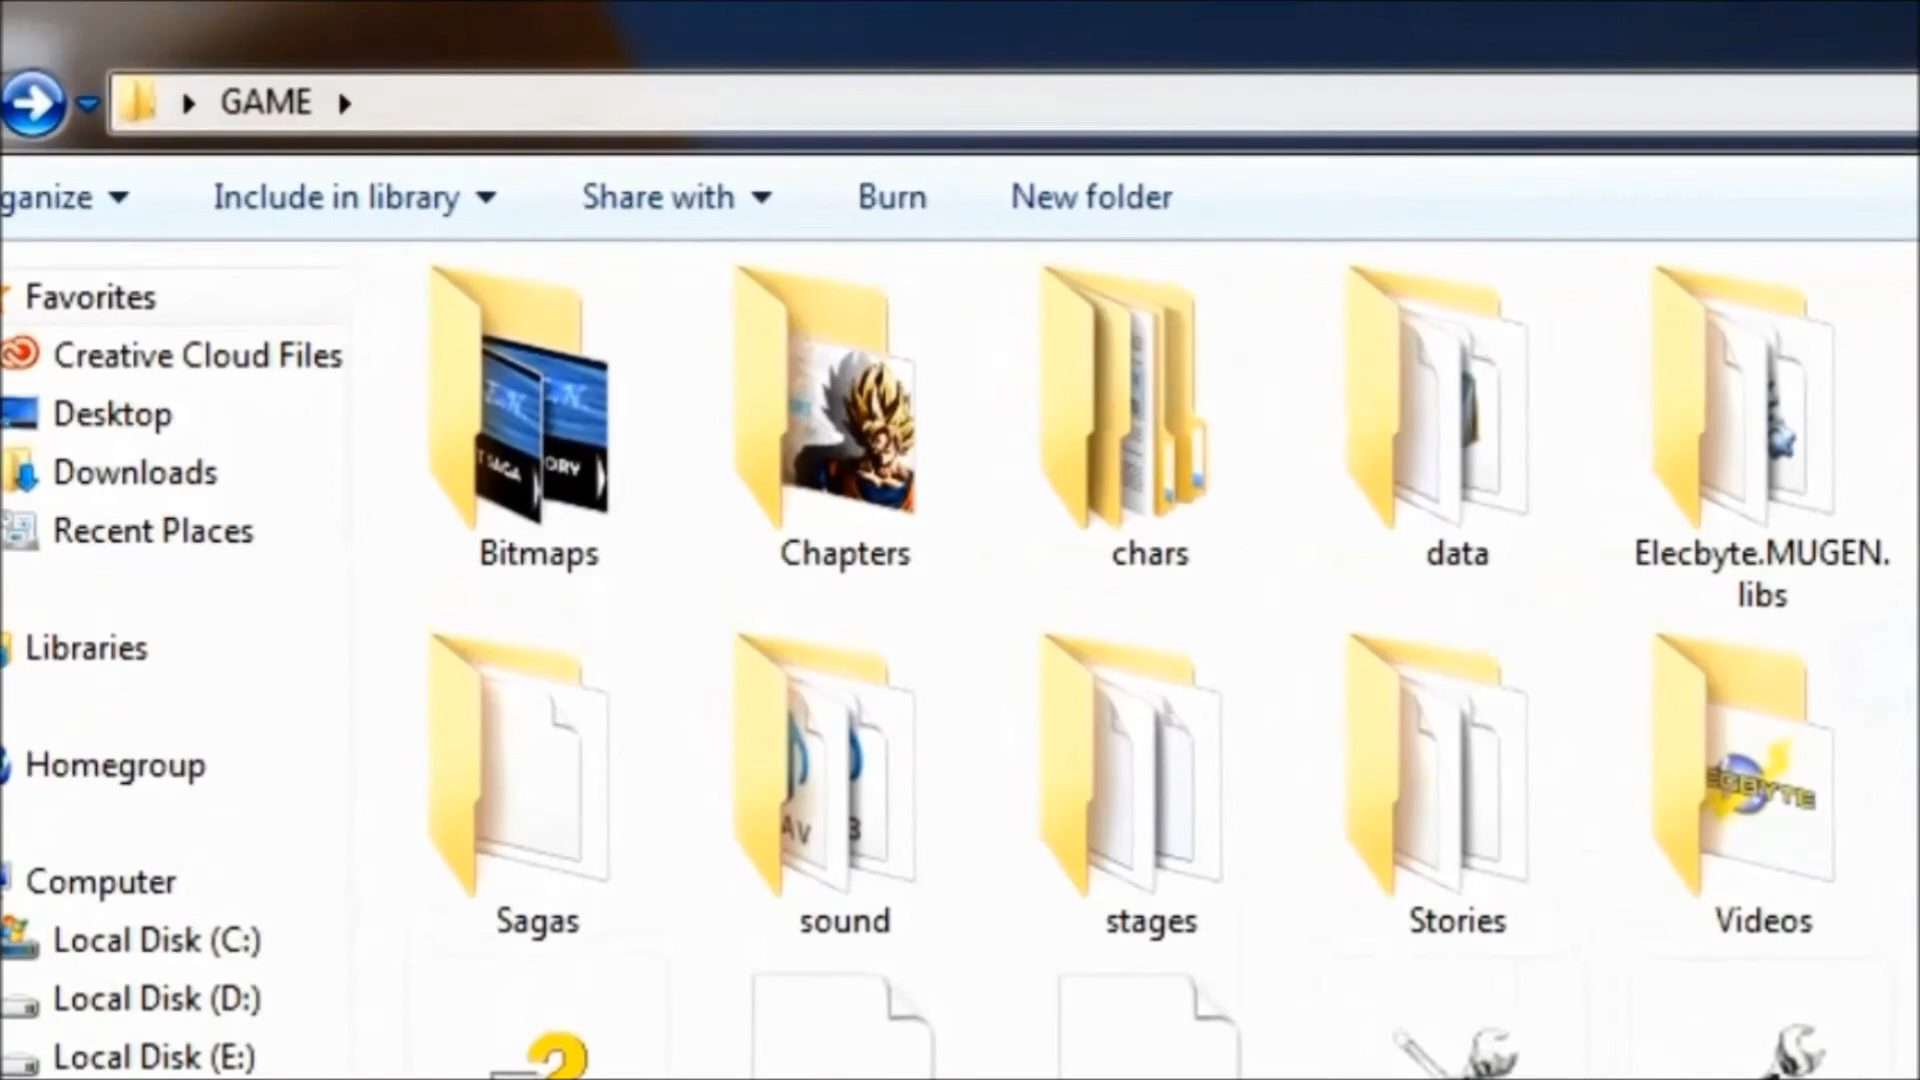 GAME
ganize
Include in library
Share with
Burn
New folder
Favorites
Creative Cloud Files
Desktop
Downloads
Recent Places
Libraries
Homegroup
Computer
Local Disk (C:)
Local Disk (D:)
Local Disk (E:)
Bitmaps
Chapters
chars
data
Elecbyte.MUGEN.
libs
Sagas
sound
stages
Stories
Videos